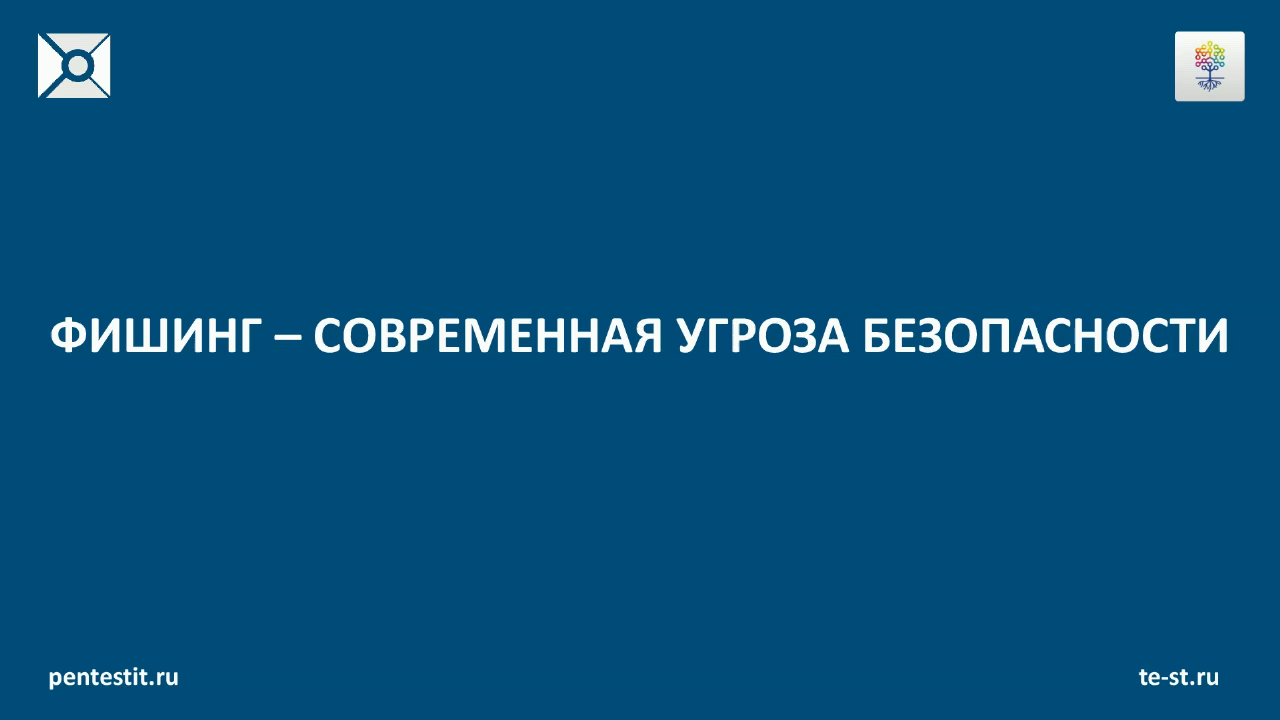 ФИШИНГ – СОВРЕМЕННАЯ УГРОЗА БЕЗОПАСНОСТИ
pentestit.ru
te-st.ru